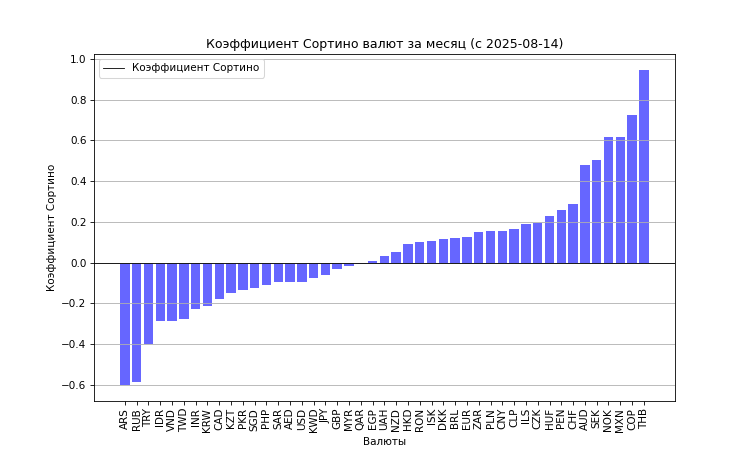 Коэффициент Сортино валют за месяц (с 2025-08-14)
Коэффициент Сортино
1.0
0.8
0.6
0.4
0.2
0.0
−0.2
−0.4
−0.6
Коэффициент Сортино
ARS RUB TRY IDR VND TWD INR KRW CAD KZT PKR SGD PHP SAR AED USD KWD JPY GBP MYR QAR EGP UAH NZD HKD RON ISK DKK BRL EUR ZAR PLN CNY CLP ILS CZK HUF PEN CHF AUD SEK NOK MXN COP THB
Валюты